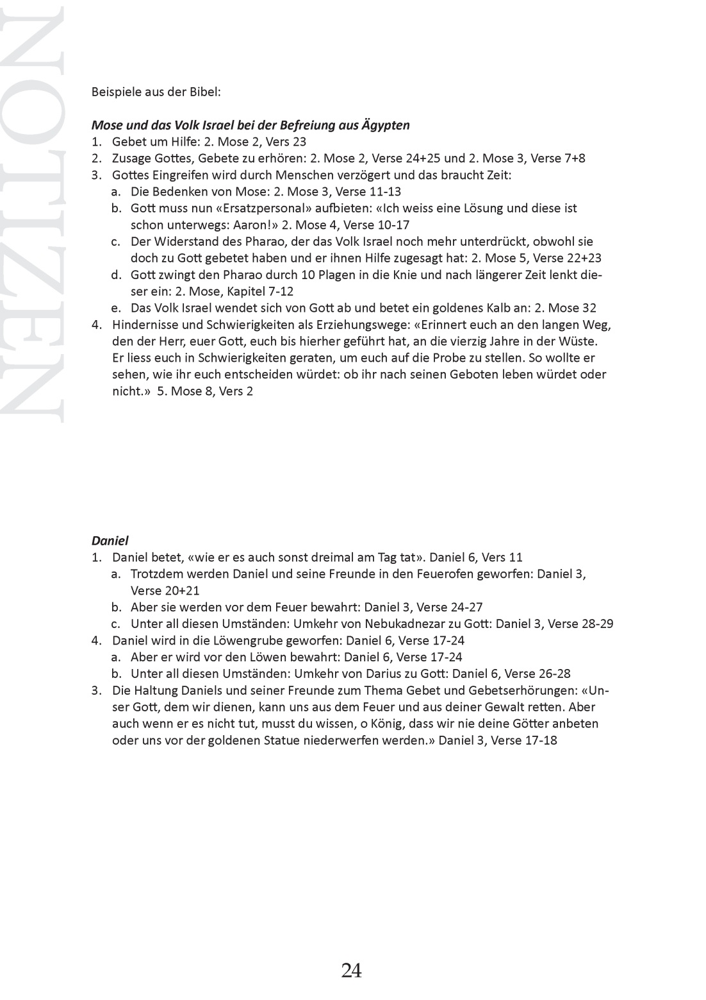 NOTIZEN
Beispiele aus der Bibel:
Mose und das Volk Israel bei der Befreiung aus Ägypten
1. Gebet um Hilfe: 2. Mose 2, Vers 23
2. Zusage Gottes, Gebete zu erhören: 2. Mose 2, Verse 24+25 und 2. Mose 3, Verse 7+8
3. Gottes Eingreifen wird durch Menschen verzögert und das braucht Zeit:
a. Die Bedenken von Mose: 2. Mose 3, Verse 11-13
b. Gott muss nun «Ersatzpersonal» aufbieten: «Ich weiss eine Lösung und diese ist
schon unterwegs: Aaron!» 2. Mose 4, Verse 10-17
c. Der Widerstand des Pharao, der das Volk Israel noch mehr unterdrückt, obwohl sie
doch zu Gott gebetet haben und er ihnen Hilfe zugesagt hat: 2. Mose 5, Verse 22+23
d. Gott zwingt den Pharao durch 10 Plagen in die Knie und nach längerer Zeit lenkt die-
ser ein: 2. Mose, Kapitel 7-12
e. Das Volk Israel wendet sich von Gott ab und betet ein goldenes Kalb an: 2. Mose 32
4. Hindernisse und Schwierigkeiten als Erziehungswege: «Erinnert euch an den langen Weg,
den der Herr, euer Gott, euch bis hierher geführt hat, an die vierzig Jahre in der Wüste.
Er liess euch in Schwierigkeiten geraten, um euch auf die Probe zu stellen. So wollte er
sehen, wie ihr euch entscheiden würdet: ob ihr nach seinen Geboten leben würdet oder
nicht.» 5. Mose 8, Vers 2
Daniel
1. Daniel betet, «wie er es auch sonst dreimal am Tag tat». Daniel 6, Vers 11
a. Trotzdem werden Daniel und seine Freunde in den Feuerofen geworfen: Daniel 3,
Verse 20+21
b. Aber sie werden vor dem Feuer bewahrt: Daniel 3, Verse 24-27
c. Unter all diesen Umständen: Umkehr von Nebukadnezar zu Gott: Daniel 3, Verse 28-29
4. Daniel wird in die Löwengrube geworfen: Daniel 6, Verse 17-24
a. Aber er wird vor den Löwen bewahrt: Daniel 6, Verse 17-24
b. Unter all diesen Umständen: Umkehr von Darius zu Gott: Daniel 6, Verse 26-28
3. Die Haltung Daniels und seiner Freunde zum Thema Gebet und Gebetserhörungen: «Un-
ser Gott, dem wir dienen, kann uns aus dem Feuer und aus deiner Gewalt retten. Aber
auch wenn er es nicht tut, musst du wissen, o König, dass wir nie deine Götter anbeten
oder uns vor der goldenen Statue niederwerfen werden.» Daniel 3, Verse 17-18
24